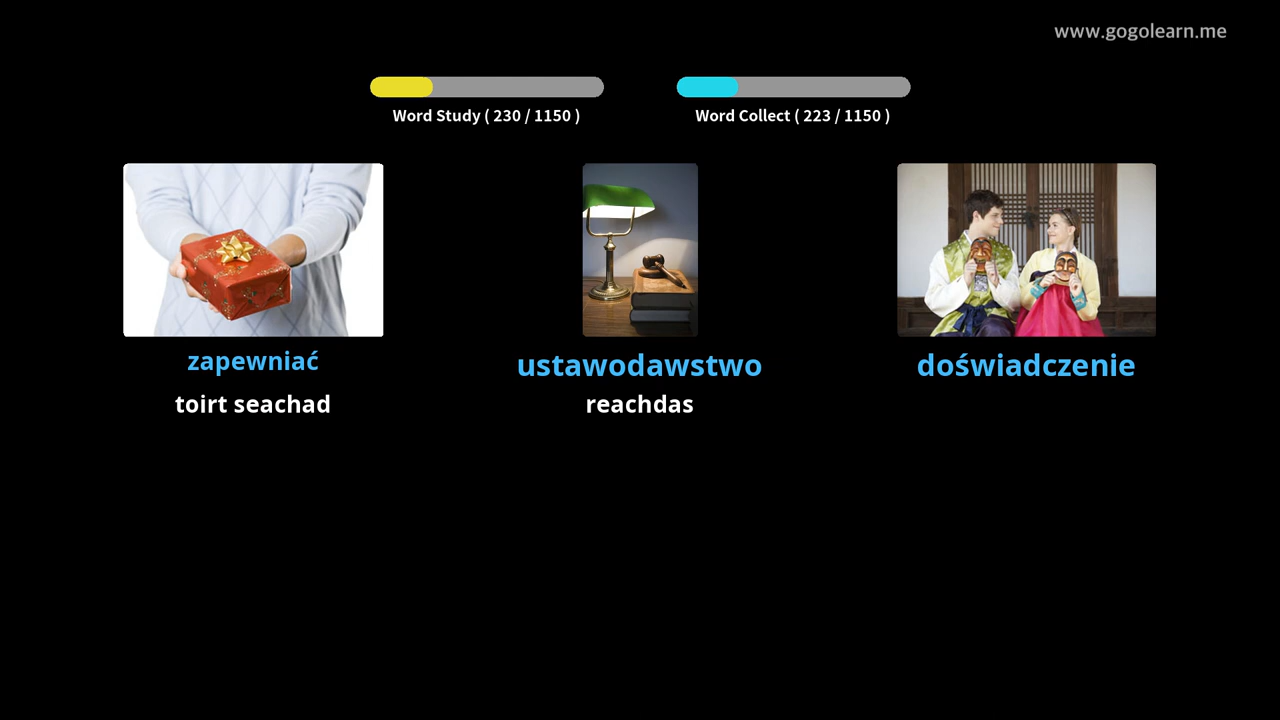 www.gogolearn.me
Word Study ( 230 / 1150 )
Word Collect ( 223 / 1150 )
zapewniać
toirt seachad
ustawodawstwo
reachdas
doświadczenie